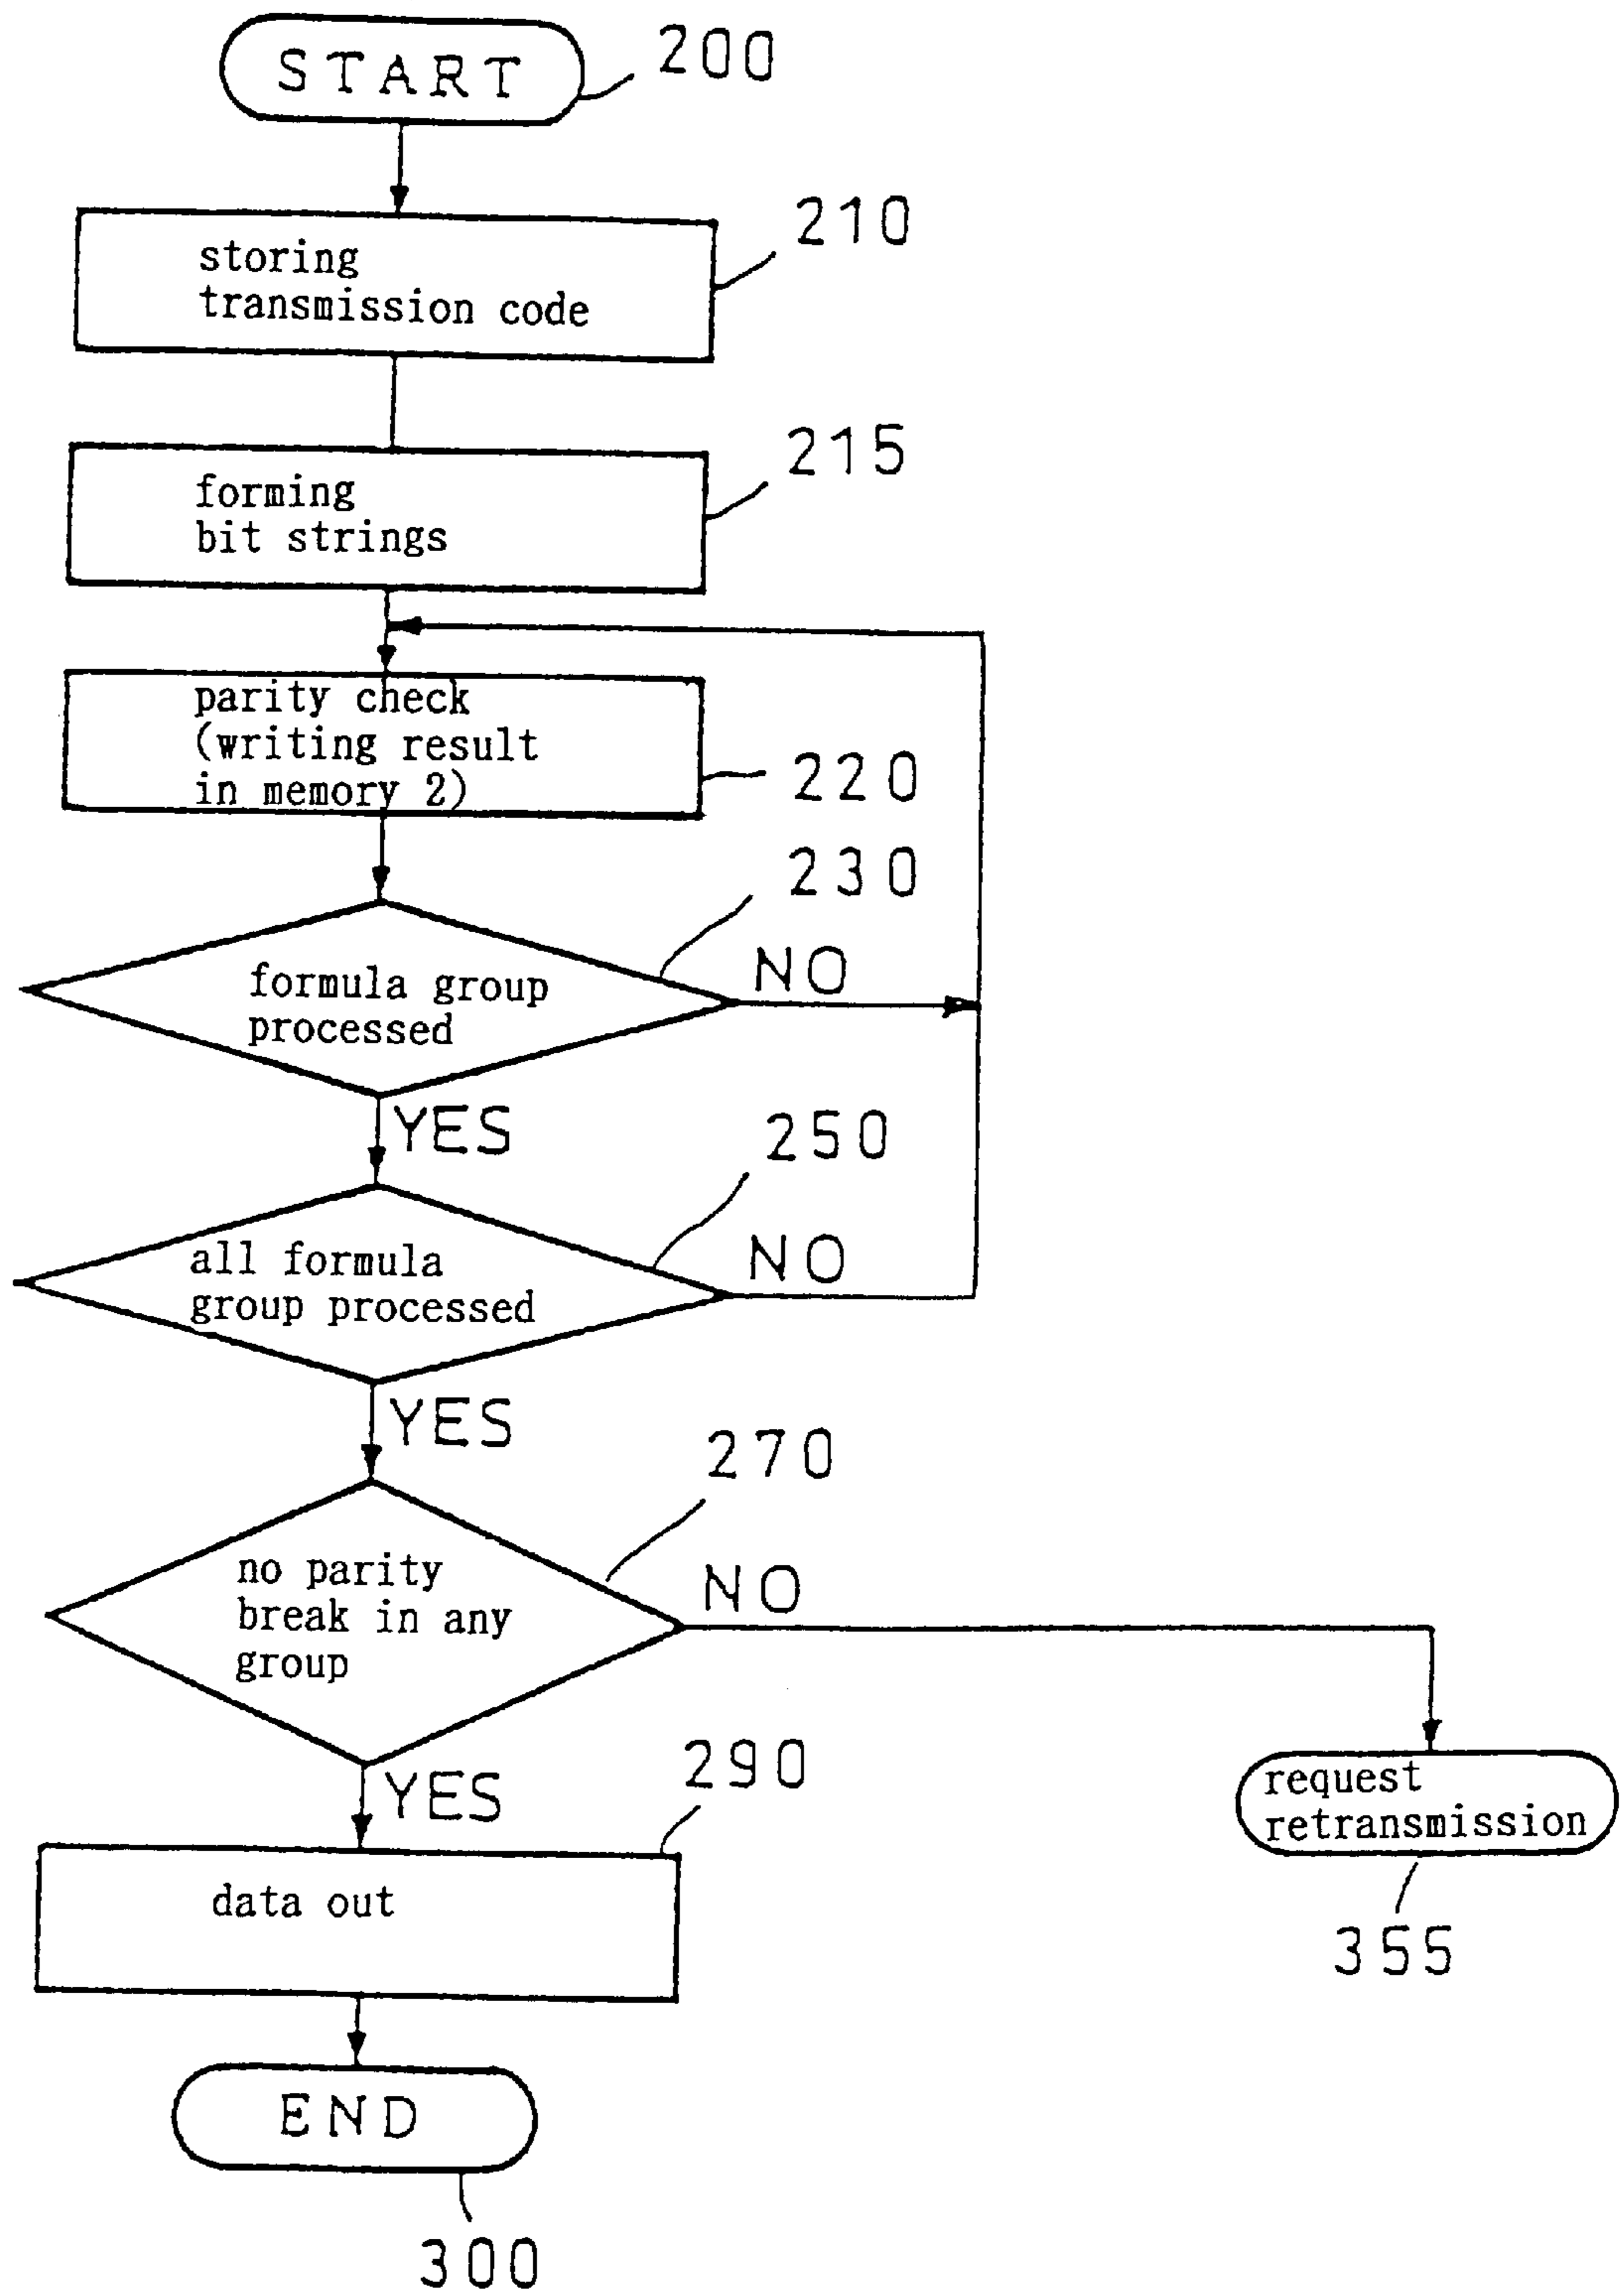 START
200
210
storing
transmission code
215
forming
bit strings
parity check
(writing result
in memory 2)
220
230
formula group
processed
NO
YES
250
all formula
group processed
NO
YES
270
no parity
break in any
group
NO
YES
290
data out
request
retransmission
355
END
300